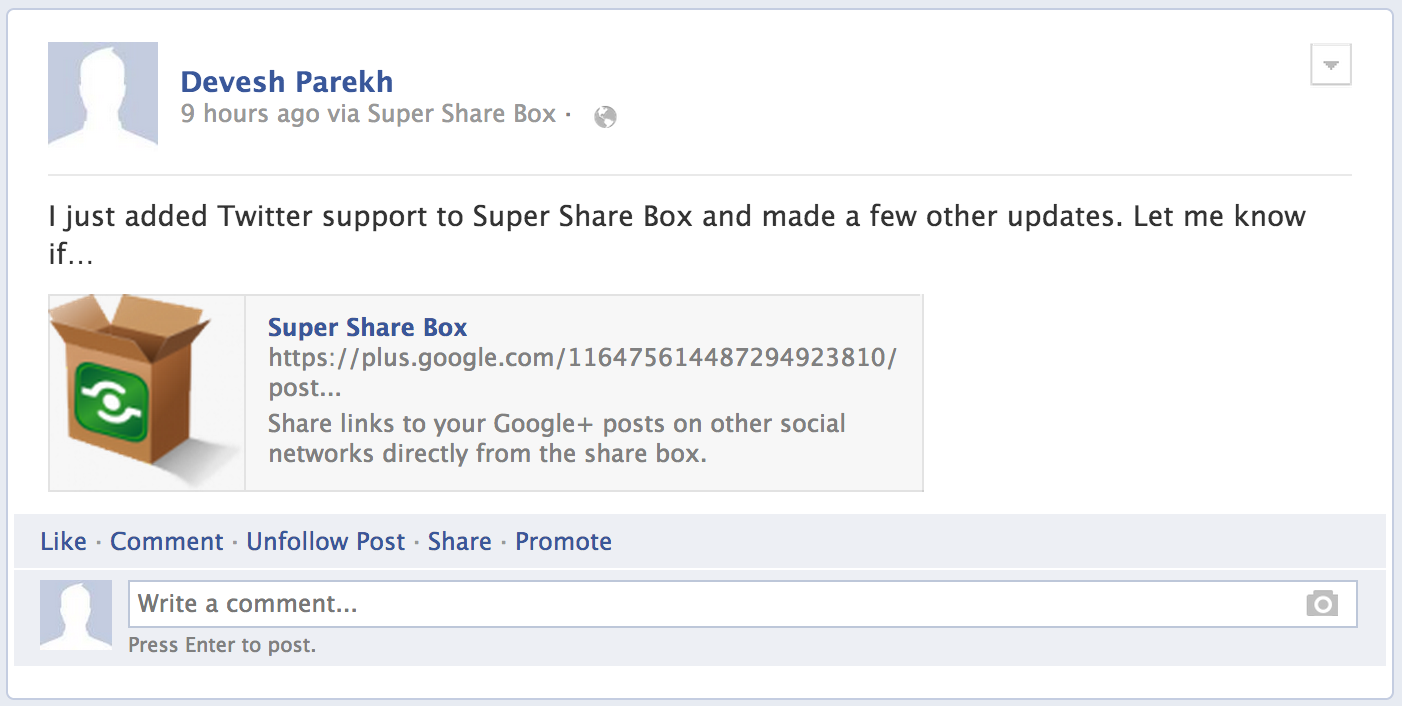 Devesh Parekh
9 hours ago via Super Share Box ·
I just added Twitter support to Super Share Box and made a few other updates. Let me know
if...
Super Share Box
https://plus.google.com/116475614487294923810/
post...
Share links to your Google+ posts on other social
networks directly from the share box.
Like · Comment · Unfollow Post · Share · Promote
Write a comment...
Press Enter to post.